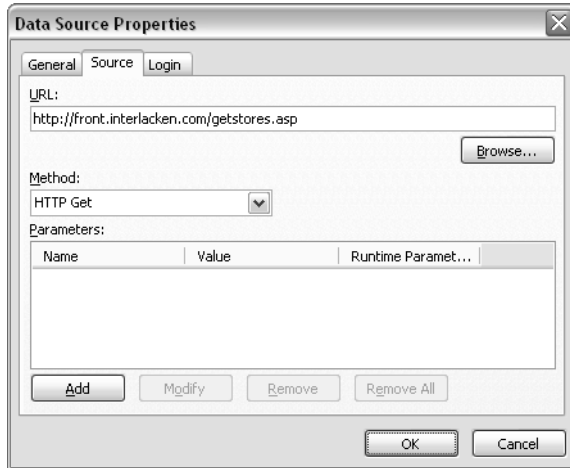 Data Source Properties
General Source Login
URL:
http://front.interlacken.com/getstores.asp
Browse...
Method:
HTTP Get
Parameters:
Name Value Runtime Paramet...
Add Modify Remove Remove All
OK Cancel